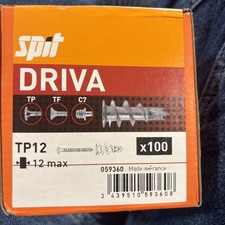 Spit
DRIVA
TP TF C7
TP12 x100
12 max
059360 Made in France
3 439510 593608